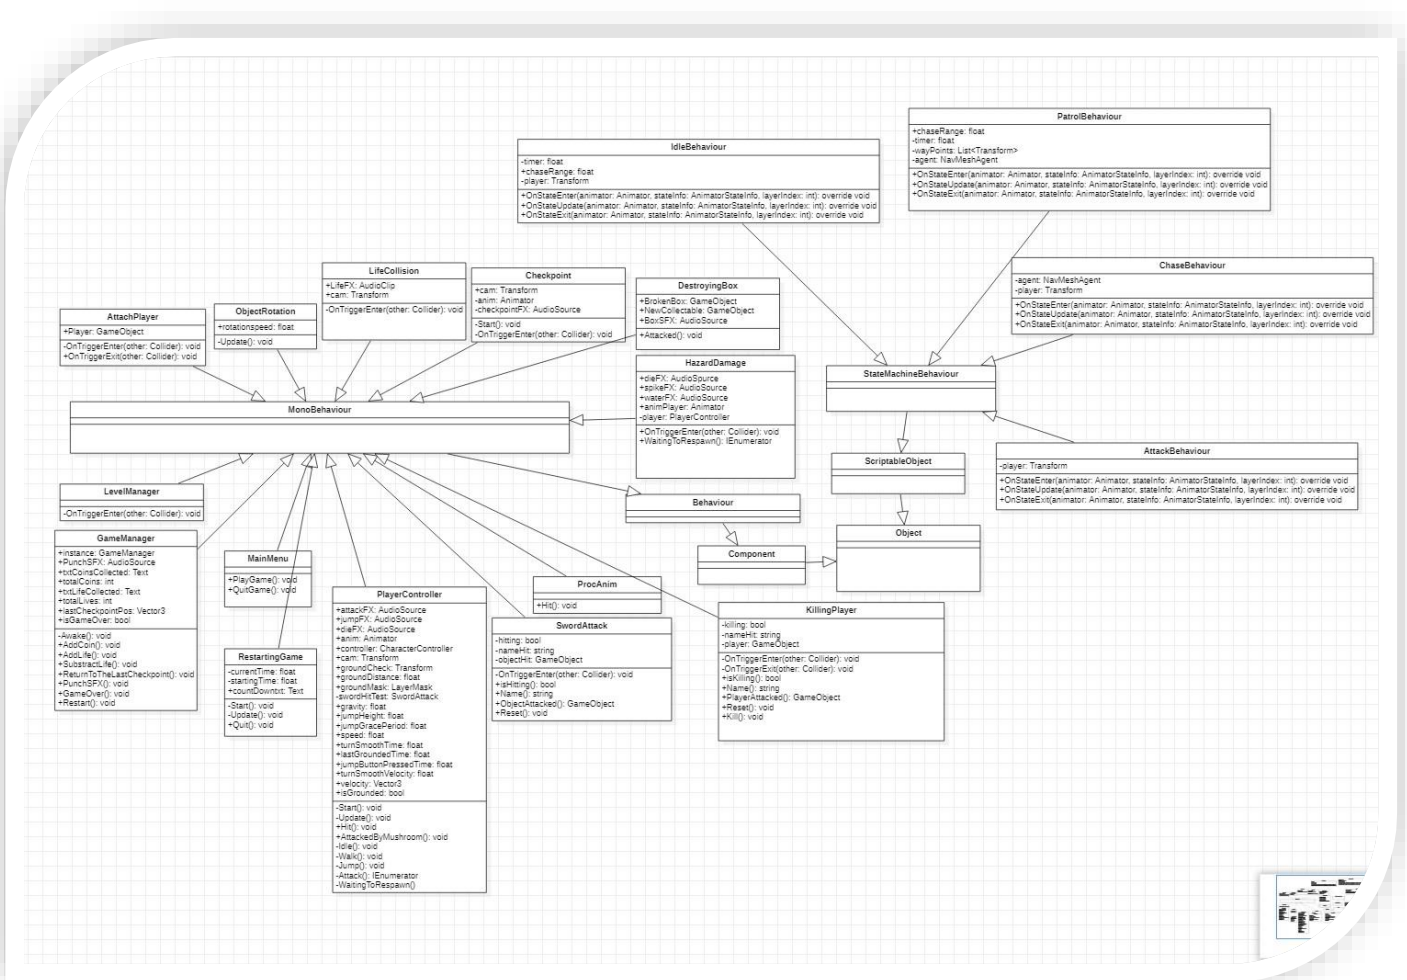 PatrolBehaviour
+chaseRange: float
-timer: float
-wayPoints: List<Transform>
-agent: NavMeshAgent
+OnStateEnter(animator: Animator, stateInfo: AnimatorStateInfo, layerIndex: int): override void
+OnStateUpdate(animator: Animator, stateInfo: AnimatorStateInfo, layerIndex: int): override void
+OnStateExit(animator: Animator, stateInfo: AnimatorStateInfo, layerIndex: int): override void
IdleBehaviour
-timer: float
+chaseRange: float
-player: Transform
+OnStateEnter(animator: Animator, stateInfo: AnimatorStateInfo, layerIndex: int): override void
+OnStateUpdate(animator: Animator, stateInfo: AnimatorStateInfo, layerIndex: int): override void
+OnStateExit(animator: Animator, stateInfo: AnimatorStateInfo, layerIndex: int): override void
ChaseBehaviour
-agent: NavMeshAgent
-player: Transform
+OnStateEnter(animator: Animator, stateInfo: AnimatorStateInfo, layerIndex: int): override void
+OnStateUpdate(animator: Animator, stateInfo: AnimatorStateInfo, layerIndex: int): override void
+OnStateExit(animator: Animator, stateInfo: AnimatorStateInfo, layerIndex: int): override void
AttachPlayer
+Player: GameObject
-OnTriggerEnter(other: Collider): void
+OnTriggerExit(other: Collider): void
ObjectRotation
+rotationspeed: float
-Update(): void
LifeCollision
+LifeFX: AudioClip
+cam: Transform
-OnTriggerEnter(other: Collider): void
Checkpoint
+cam: Transform
-anim: Animator
-checkpointFX: AudioSource
-Start(): void
-OnTriggerEnter(other: Collider): void
DestroyingBox
+BrokenBox: GameObject
+NewCollectable: GameObject
+BoxSFX: AudioSource
+Attacked(): void
HazardDamage
+dieFX: AudioSource
+spikeFX: AudioSource
+waterFX: AudioSource
+animPlayer: Animator
-player: PlayerController
+OnTriggerEnter(other: Collider): void
+WaitingToRespawn(): IEnumerator
StateMachineBehaviour
MonoBehaviour
AttackBehaviour
-player: Transform
+OnStateEnter(animator: Animator, stateInfo: AnimatorStateInfo, layerIndex: int): override void
+OnStateUpdate(animator: Animator, stateInfo: AnimatorStateInfo, layerIndex: int): override void
+OnStateExit(animator: Animator, stateInfo: AnimatorStateInfo, layerIndex: int): override void
ScriptableObject
LevelManager
-OnTriggerEnter(other: Collider): void
Behaviour
Object
Component
GameManager
+instance: GameManager
+PunchSFX: AudioSource
+txtCoinsCollected: Text
+totalCoins: int
+txtLifeCollected: Text
+totalLives: int
+lastCheckpointPos: Vector3
+isGameOver: bool
-Awake(): void
+AddCoin(): void
+AddLife(): void
+SubstractLife(): void
+ReturnToTheLastCheckpoint(): void
+PunchSFX(): void
+GameOver(): void
+Restart(): void
MainMenu
+PlayGame(): void
+QuitGame(): void
RestartingGame
-currentTime: float
-startingTime: float
+countDowntxt: Text
-Start(): void
-Update(): void
+Quit(): void
PlayerController
+attackFX: AudioSource
+jumpFX: AudioSource
+dieFX: AudioSource
+anim: Animator
+controller: CharacterController
+cam: Transform
+groundCheck: Transform
+groundDistance: float
+groundMask: LayerMask
-swordHitTest: SwordAttack
+gravity: float
+jumpHeight: float
+jumpGracePeriod: float
+speed: float
+turnSmoothTime: float
+lastGroundedTime: float
+jumpButtonPressedTime: float
+turnSmoothVelocity: float
+velocity: Vector3
+isGrounded: bool
-Start(): void
-Update(): void
+Hit(): void
+AttackedByMushroom(): void
-Idle(): void
-Walk(): void
-Jump(): void
-Attack(): IEnumerator
-WaitingToRespawn()
ProcAnim
+Hit(): void
SwordAttack
-hitting: bool
-nameHit: string
-objectHit: GameObject
-OnTriggerEnter(other: Collider): void
+isHitting(): bool
+Name(): string
+ObjectAttacked(): GameObject
+Reset(): void
KillingPlayer
-killing: bool
-nameHit: string
-player: GameObject
-OnTriggerEnter(other: Collider): void
-OnTriggerExit(other: Collider): void
+isKilling(): bool
+Name(): string
+PlayerAttacked(): GameObject
+Reset(): void
+Kill(): void